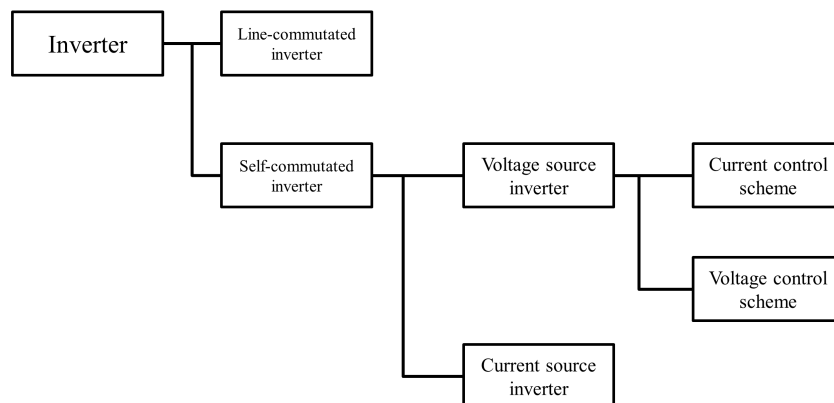 Inverter
Line-commutated
inverter
Self-commutated
inverter
Voltage source
inverter
Current control
scheme
Voltage control
scheme
Current source
inverter